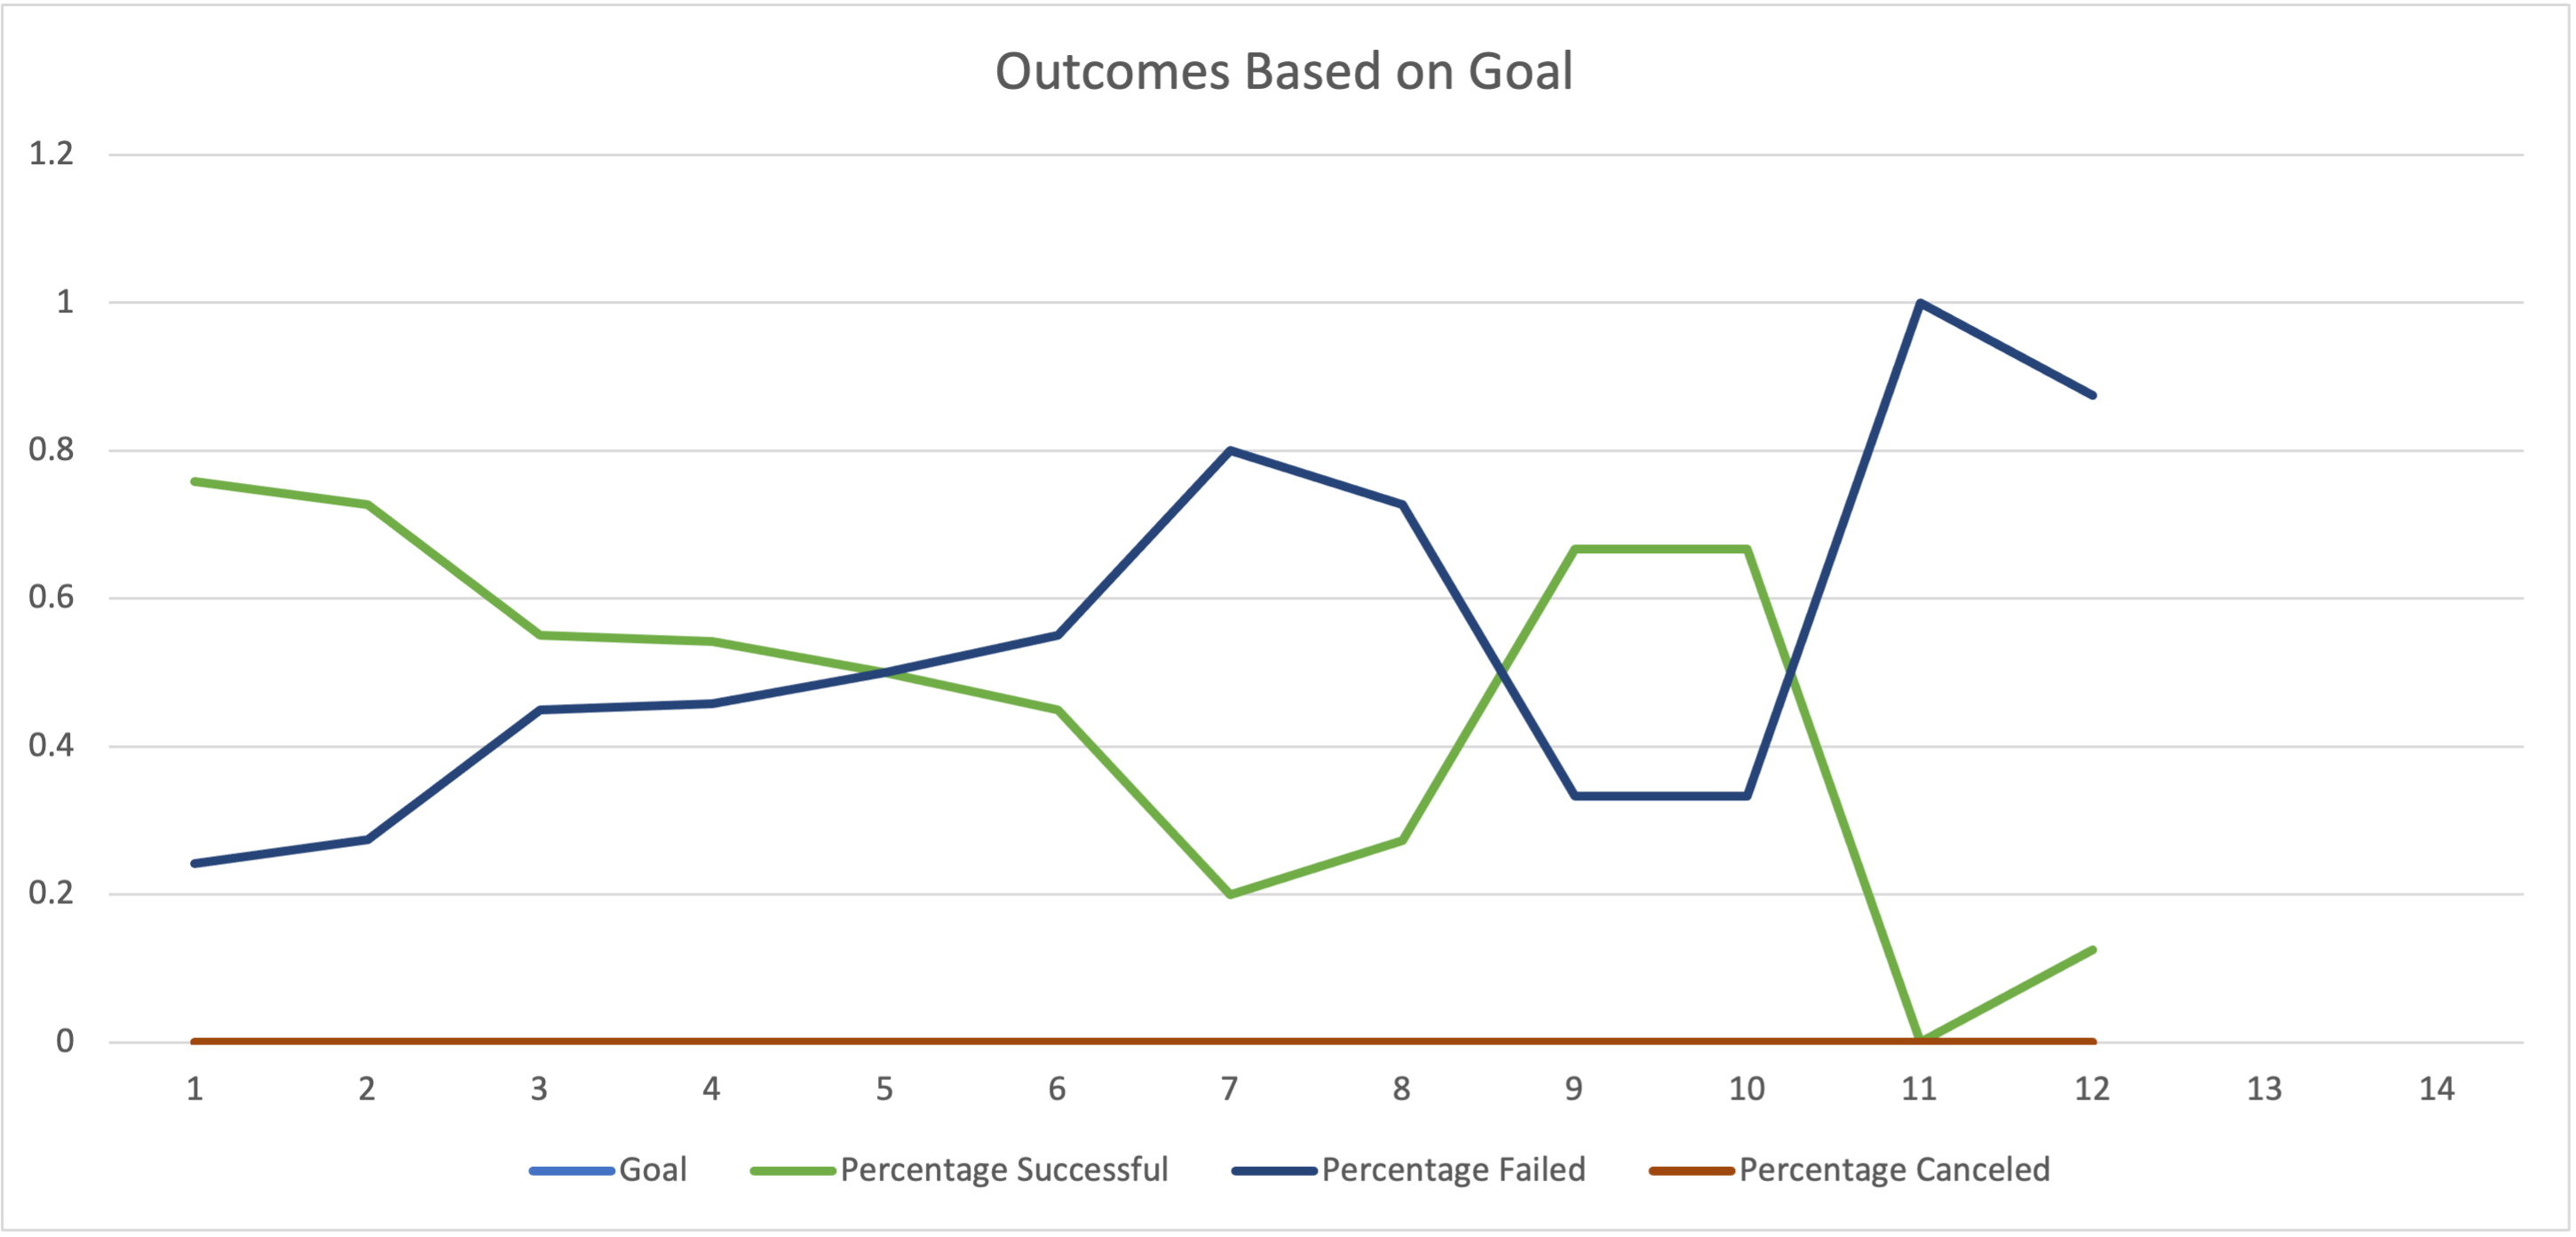 Outcomes Based on Goal
1.2
1
0.8
0.6
0.4
0.2
0
1 2 3 4 5 6 7 8 9 10 11 12 13 14
Goal Percentage Successful Percentage Failed Percentage Canceled